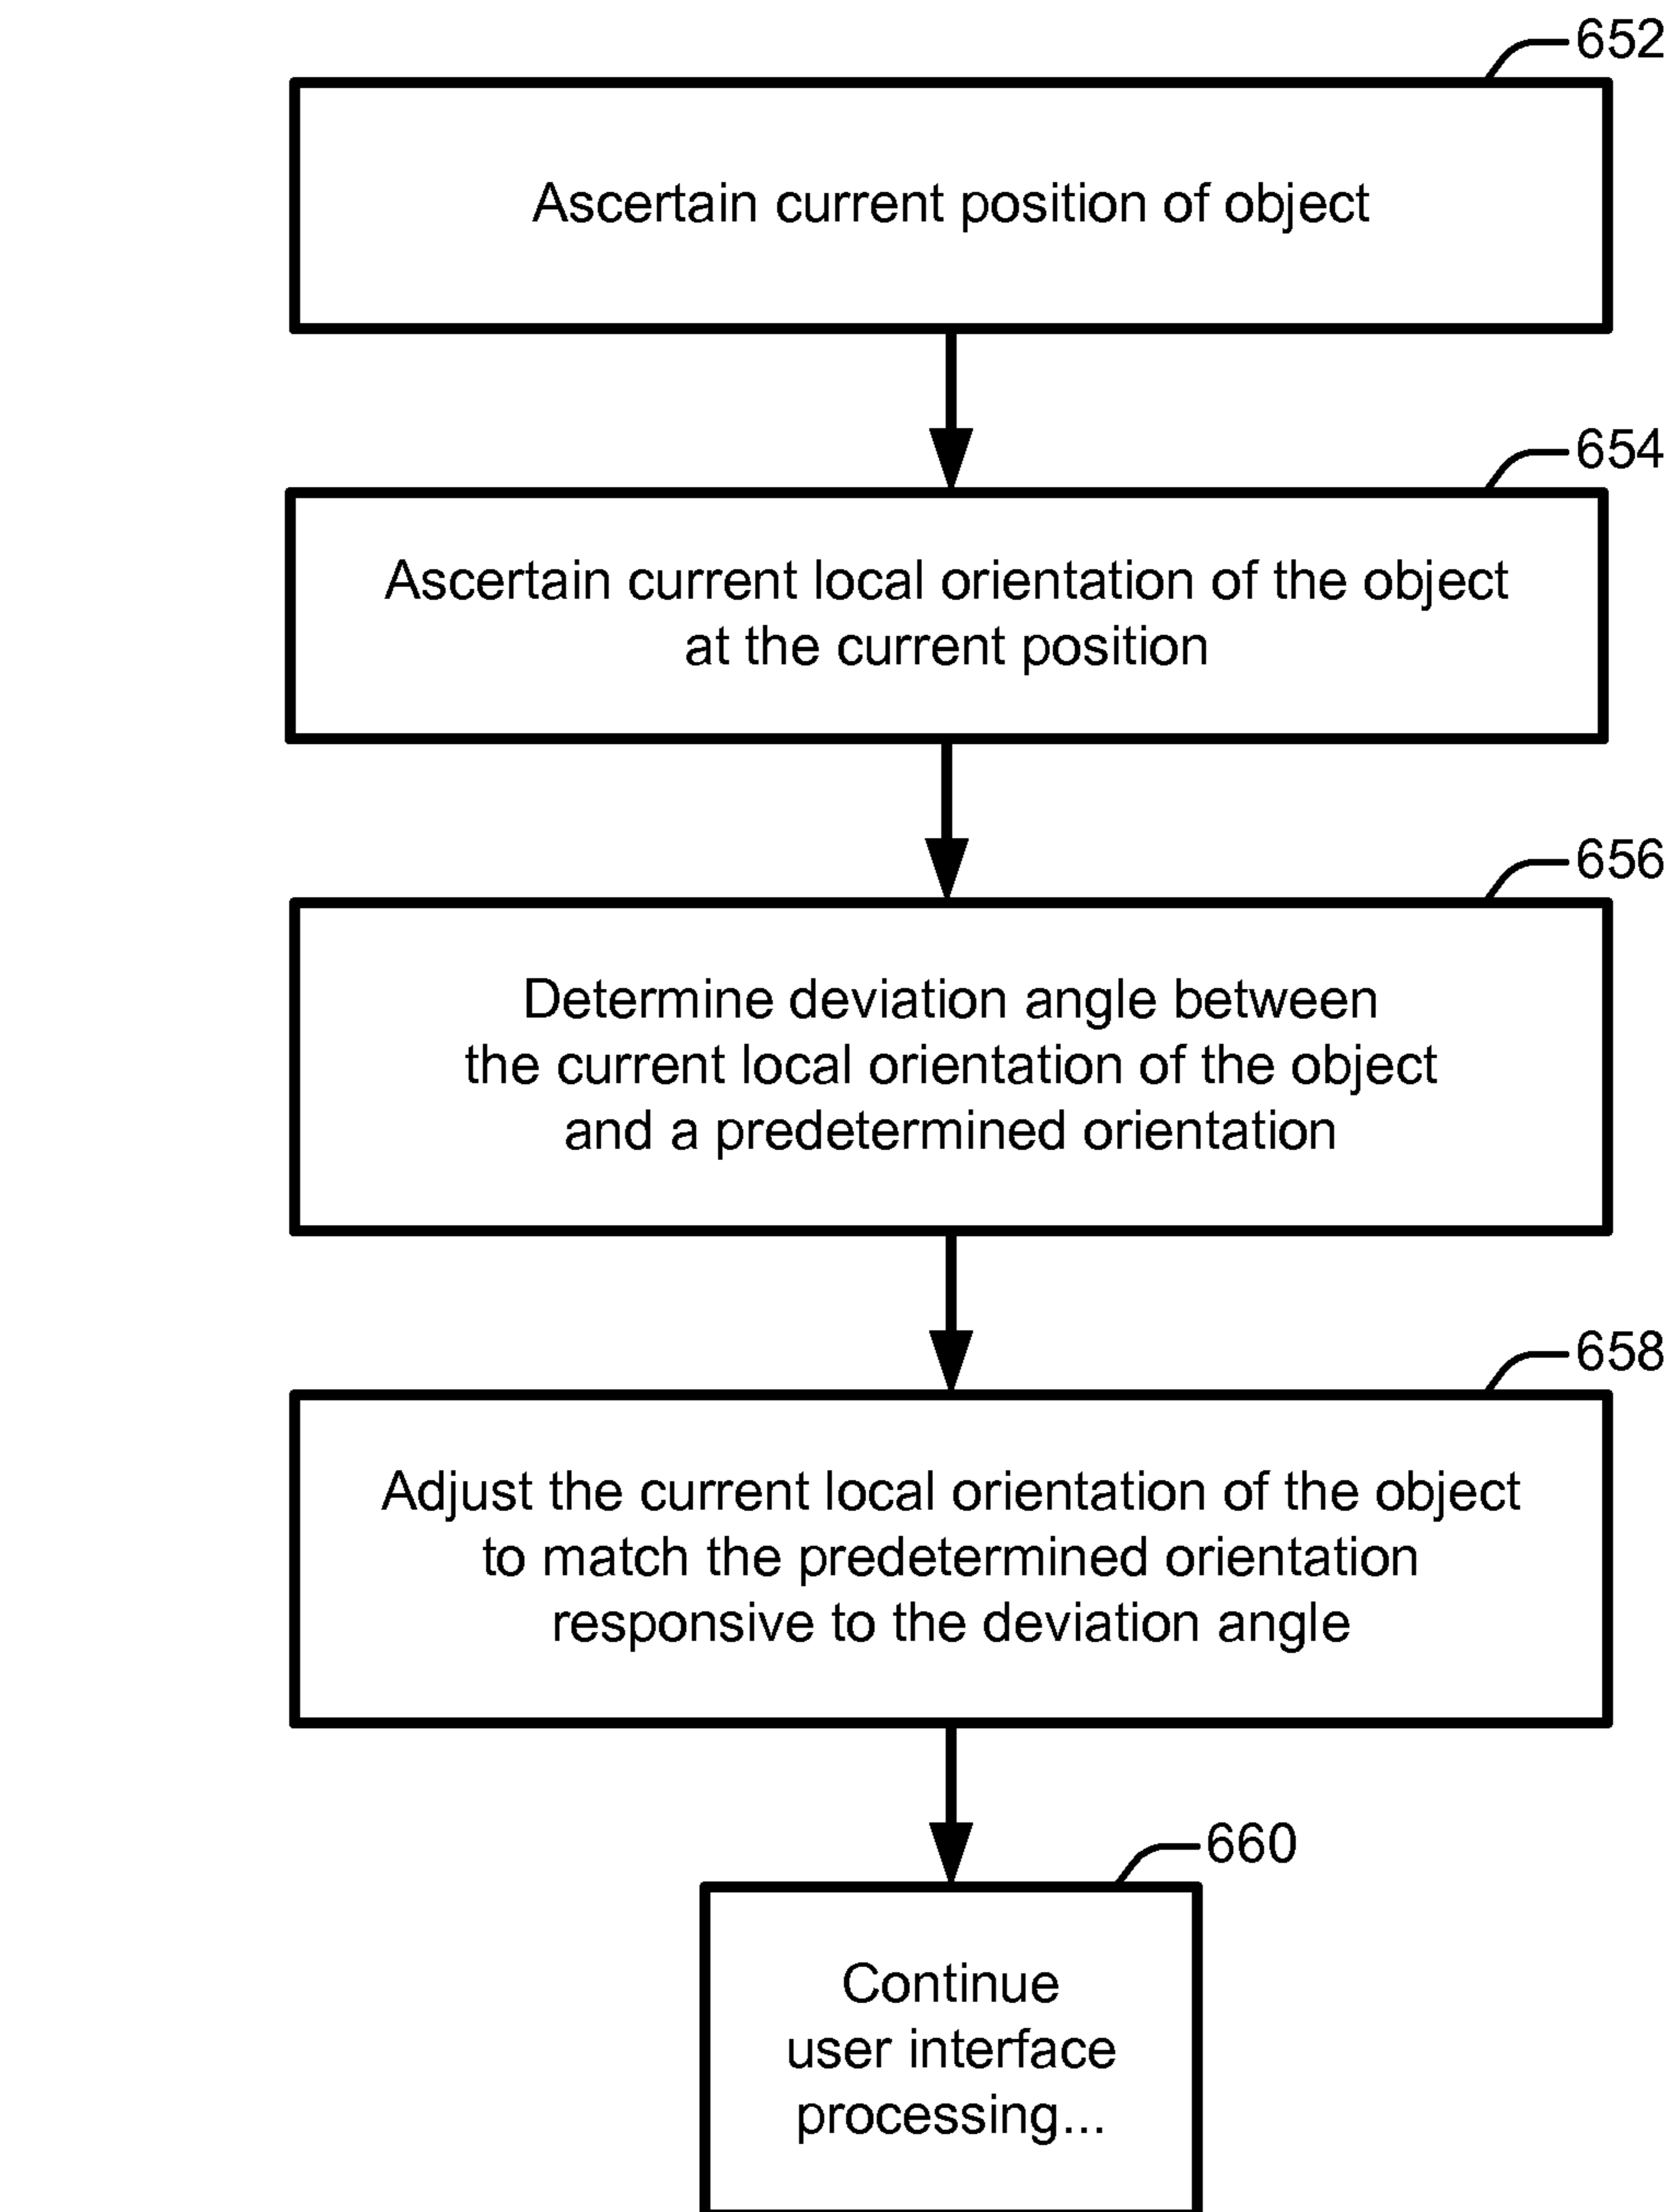 652
Ascertain current position of object
654
Ascertain current local orientation of the object
at the current position
656
Determine deviation angle between
the current local orientation of the object
and a predetermined orientation
658
Adjust the current local orientation of the object
to match the predetermined orientation
responsive to the deviation angle
660
Continue
user interface
processing...